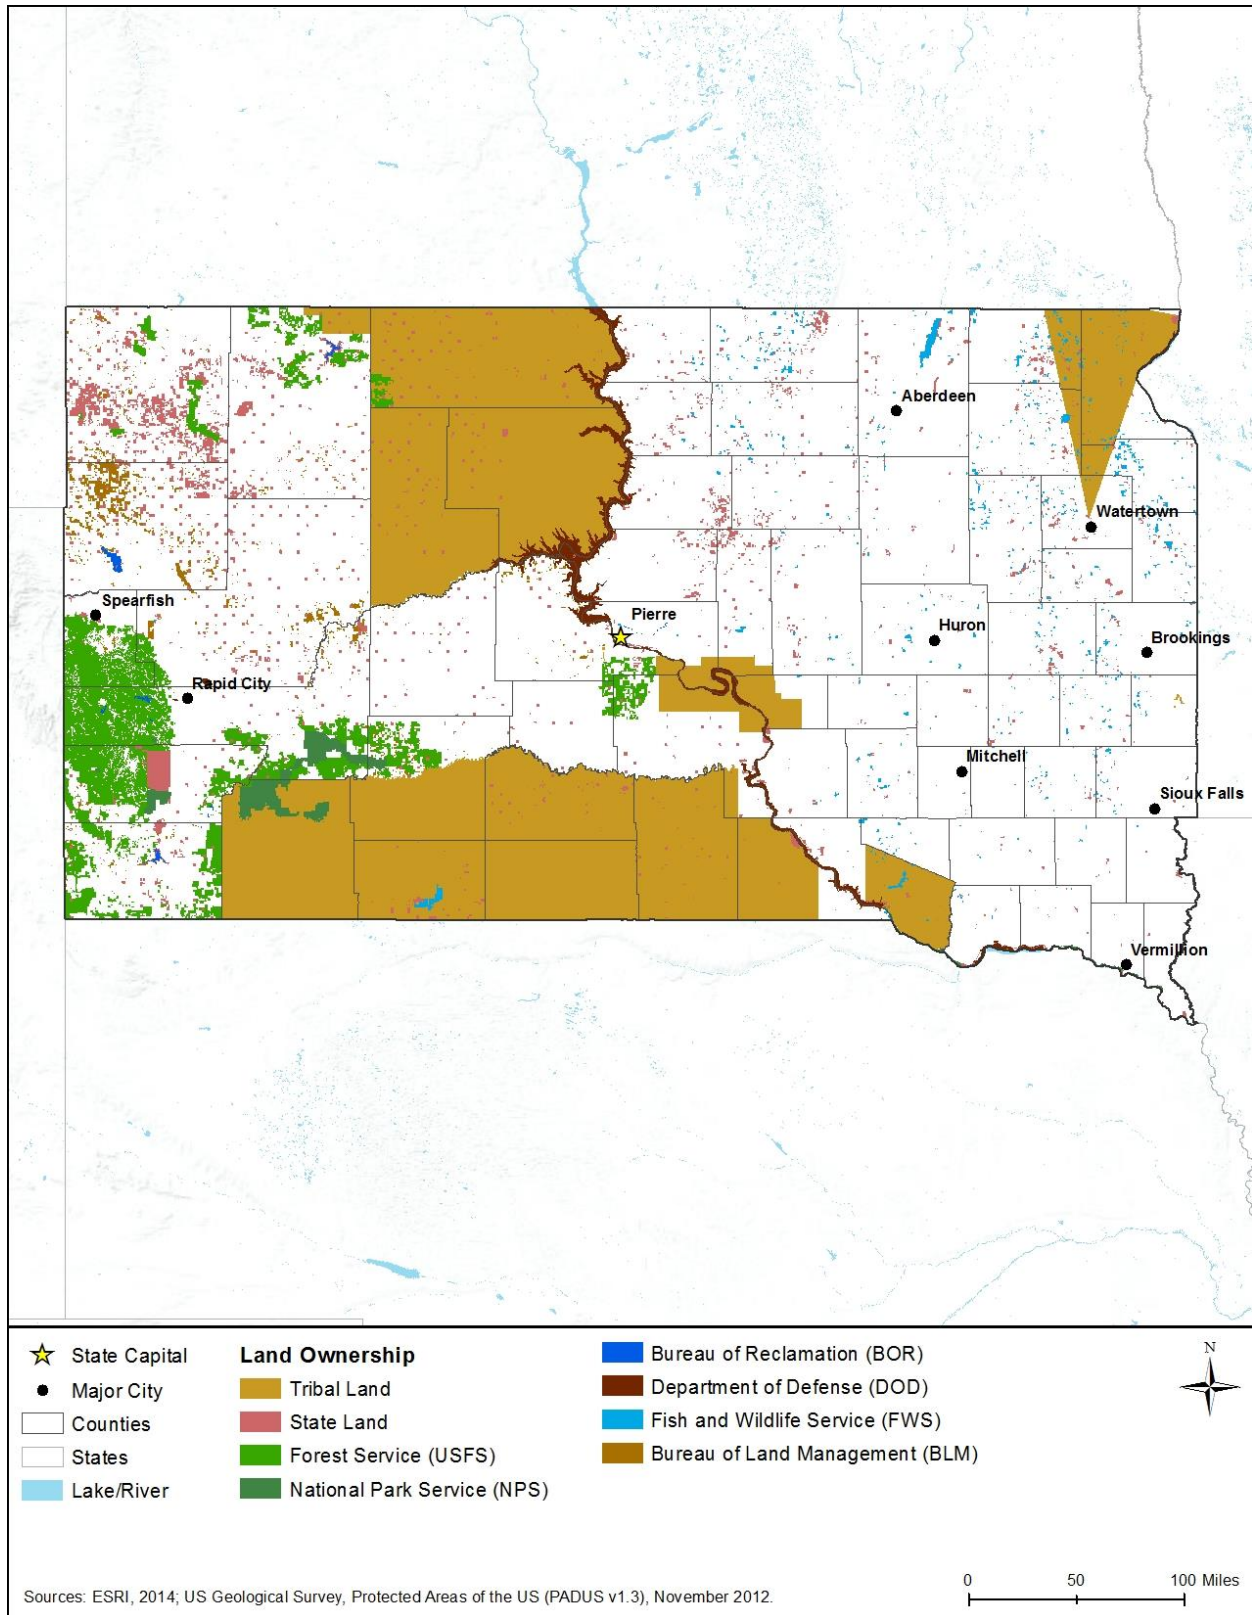 Aberdeen
Watertown
Spearfish
Pierre
Huron
Brookings
Rapid City
Mitchell
Sioux Falls
Vermillion
State Capital
Major City
Counties
States
Lake/River
Land Ownership
Tribal Land
State Land
Forest Service (USFS)
National Park Service (NPS)
Bureau of Reclamation (BOR)
Department of Defense (DOD)
Fish and Wildlife Service (FWS)
Bureau of Land Management (BLM)
N
0 50 100 Miles
Sources: ESRI, 2014; US Geological Survey, Protected Areas of the US (PADUS v1.3), November 2012.